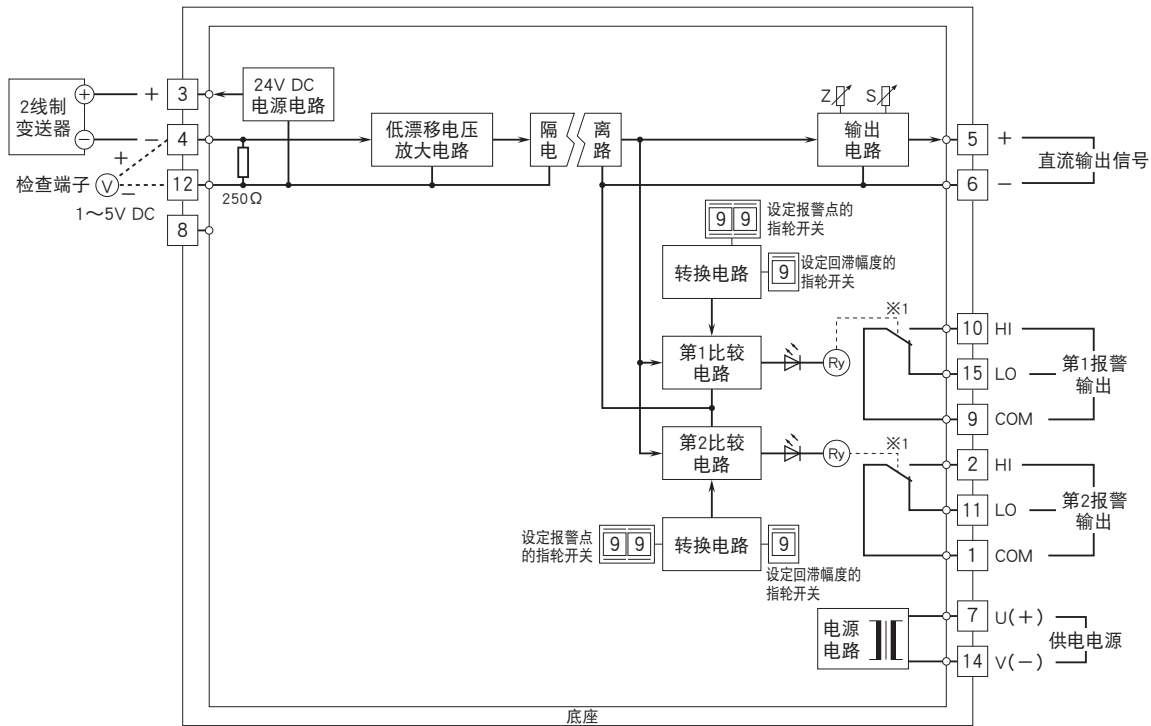 2线制
变送器
+
−
+
−
3
4
12
8
24V DC
电源电路
+
−
检查端子
V
1～5V DC
250Ω
低漂移电压
放大电路
隔
电
离
路
Z
S
输出
电路
5
+
6
−
直流输出信号
9 9
设定报警点的
指轮开关
转换电路
9
设定回滞幅度的
指轮开关
第1比较
电路
Ry
※1
10 HI
15 LO
9 COM
第1报警
输出
第2比较
电路
Ry
※1
2 HI
11 LO
1 COM
第2报警
输出
设定报警点
的指轮开关
9 9
转换电路
9
设定回滞幅度的
指轮开关
电源
电路
7 U(+)
14 V(−)
供电电源
底座